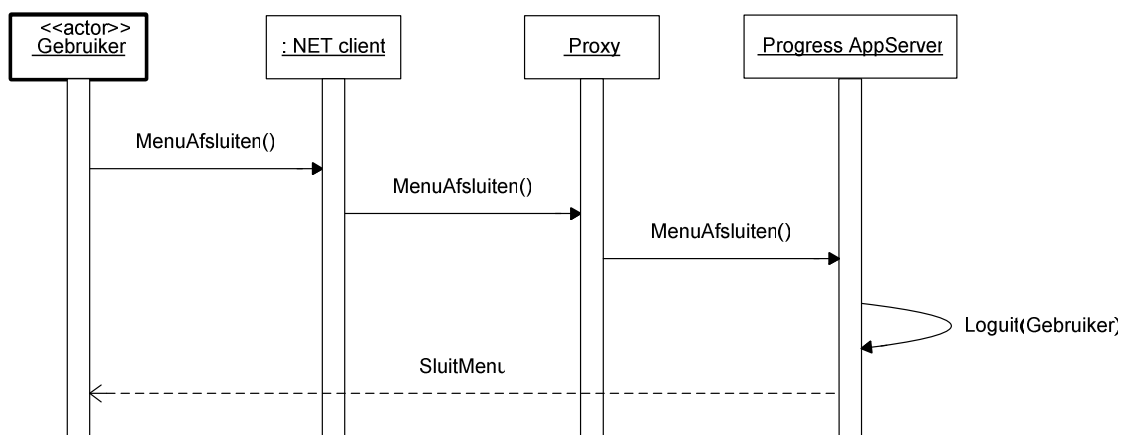 <<actor>>
Gebruiker
: NET client
Proxy
Progress AppServer
MenuAfsluiten()
MenuAfsluiten()
MenuAfsluiten()
Loguit(Gebruiker)
SluitMenu